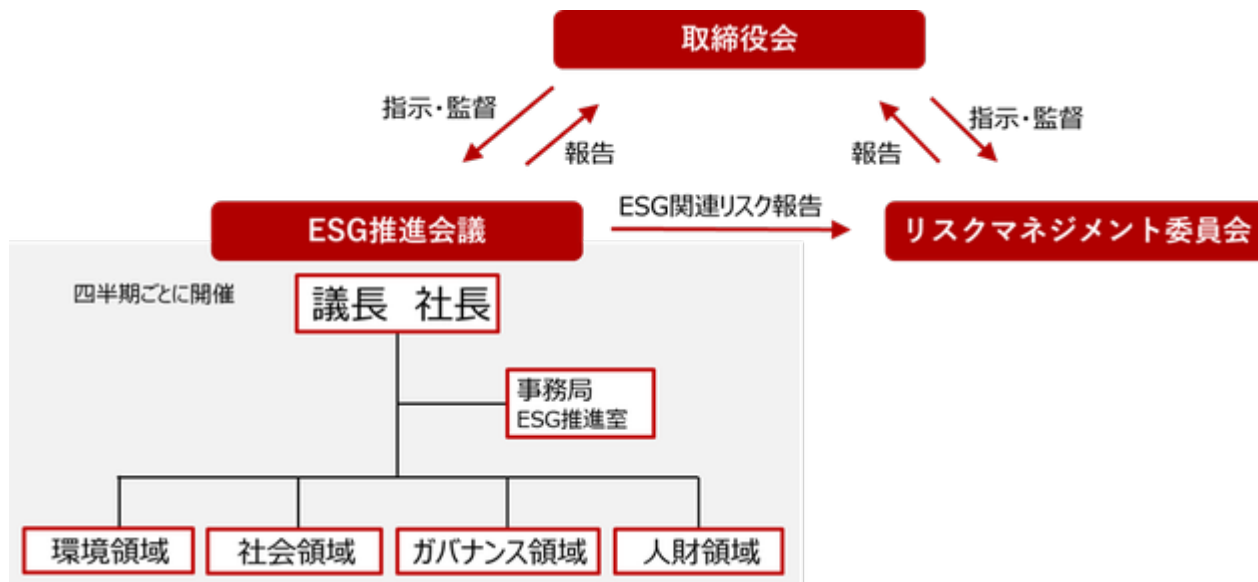 取締役会
指示・監督
報告
報告
指示・監督
ESG推進会議
ESG関連リスク報告
リスクマネジメント委員会
四半期ごとに開催
議長 社長
事務局
ESG推進室
環境領域
社会領域
ガバナンス領域
人財領域